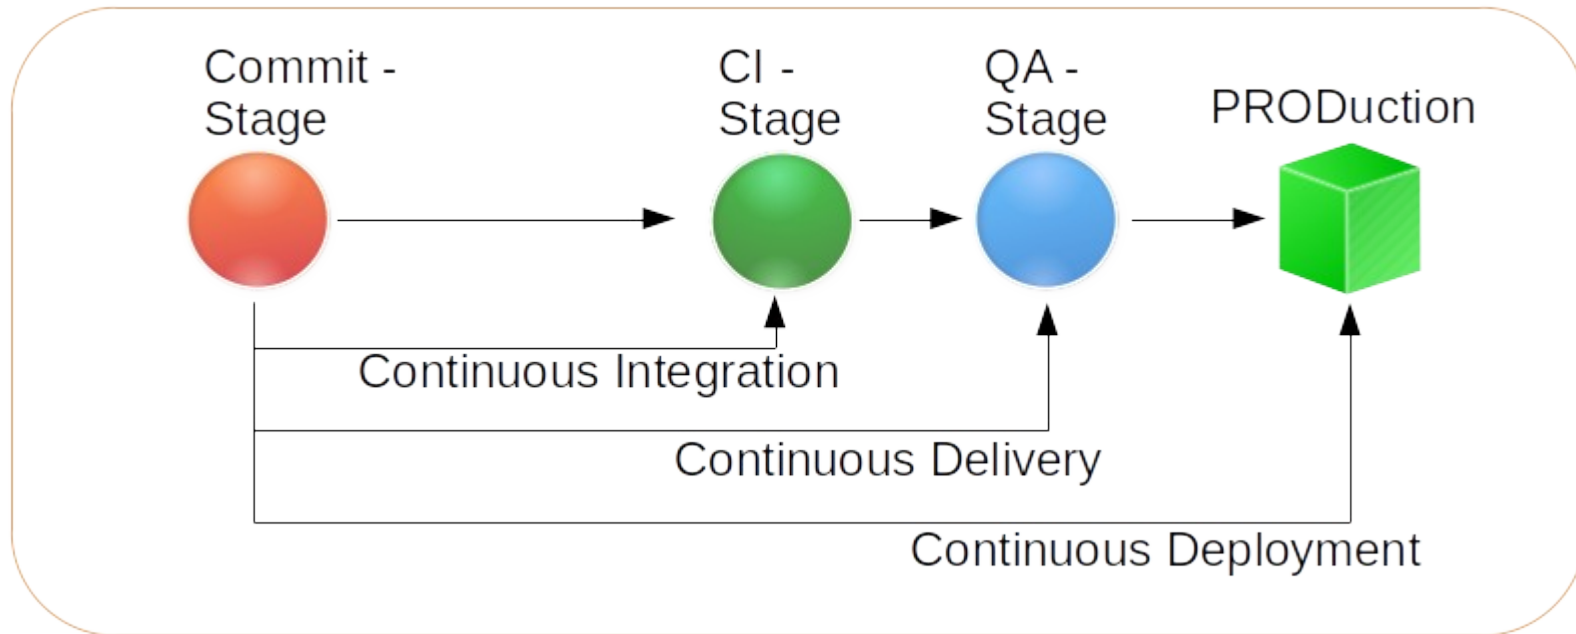 Commit -
Stage
CI -
Stage
QA -
Stage
PRODuction
Continuous Integration
Continuous Delivery
Continuous Deployment